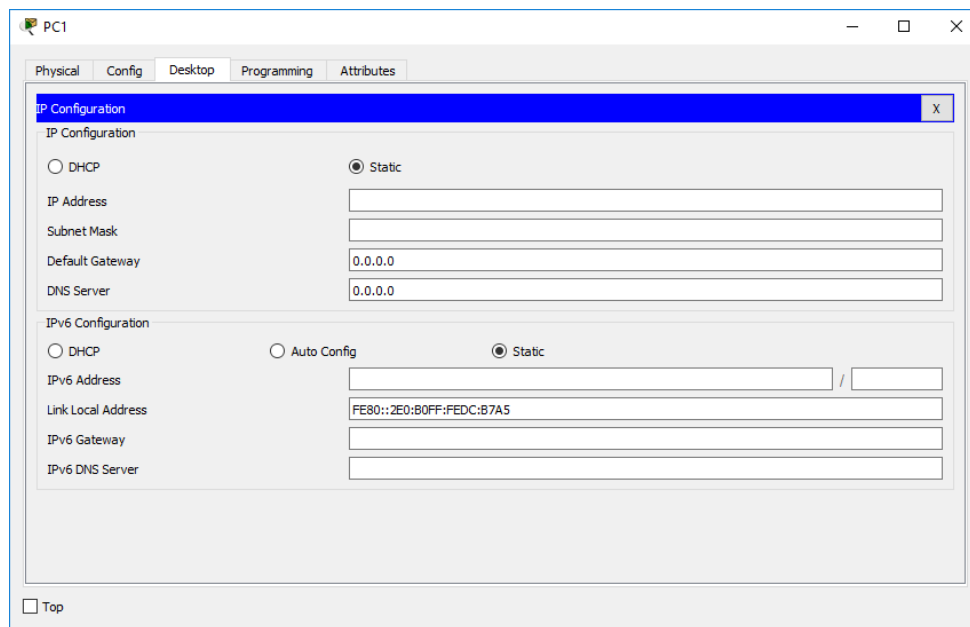 PC1
Physical Config Desktop Programming Attributes
IP Configuration X
IP Configuration
DHCP Static
IP Address
Subnet Mask
Default Gateway 0.0.0.0
DNS Server 0.0.0.0
IPv6 Configuration
DHCP Auto Config Static
IPv6 Address /
Link Local Address FE80::2E0:B0FF:FEDC:B7A5
IPv6 Gateway
IPv6 DNS Server
Top